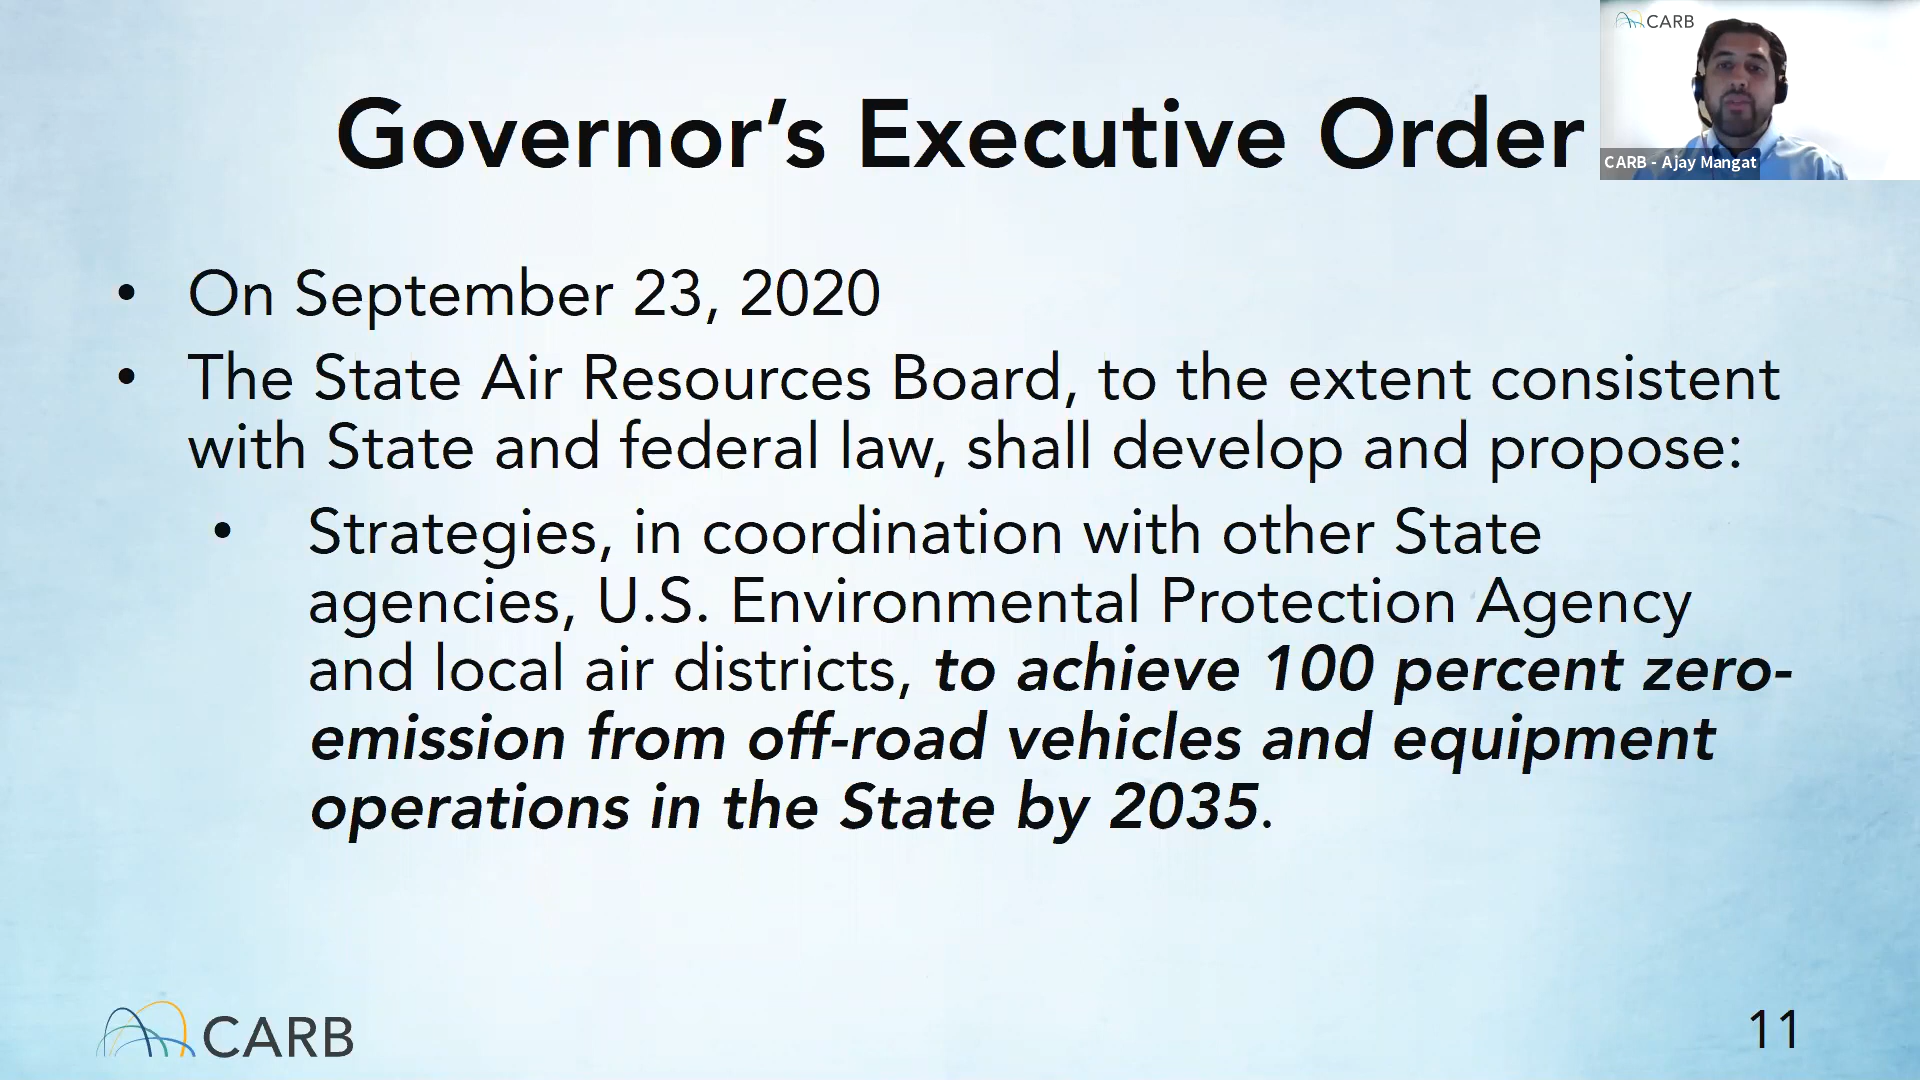 CARB
Governor’s Executive Order
CARB - Ajay Mangat
• On September 23, 2020
• The State Air Resources Board, to the extent consistent
with State and federal law, shall develop and propose:
• Strategies, in coordination with other State
agencies, U.S. Environmental Protection Agency
and local air districts, to achieve 100 percent zero-
emission from off-road vehicles and equipment
operations in the State by 2035.
CARB
11